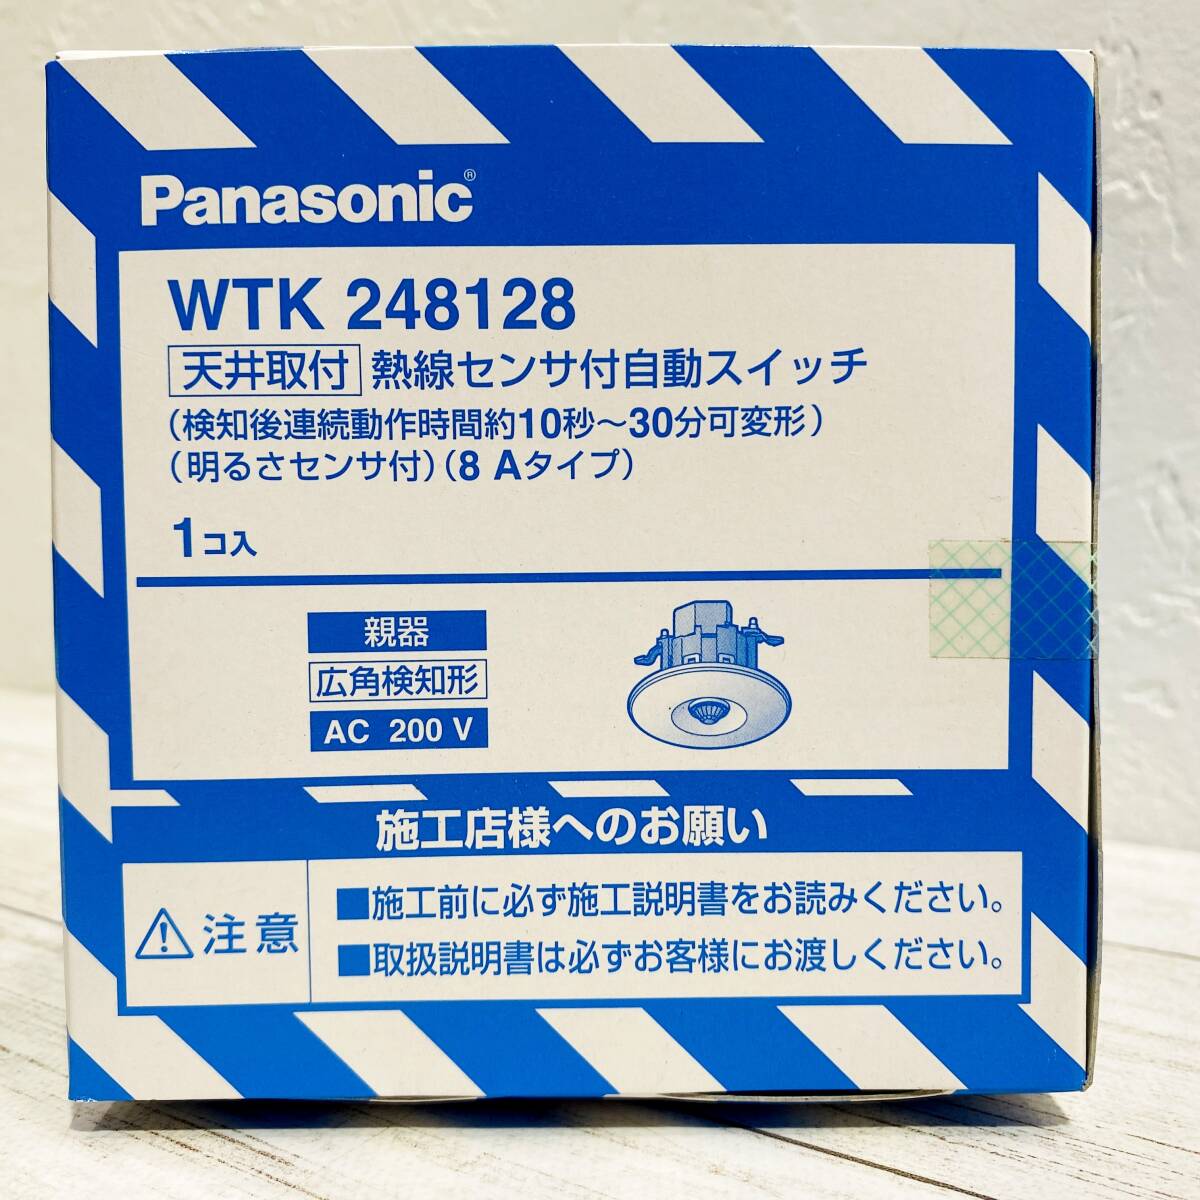 Panasonic®
WTK 248128
天井取付 熱線センサ付自動スイッチ
(検知後連続動作時間約10秒～30分可変形)
(明るさセンサ付)(8 Aタイプ)
1コ入
親器
広角検知形
AC 200 V
施工店様へのお願い
注意
■施工前に必ず施工説明書をお読みください。
■取扱説明書は必ずお客様にお渡しください。